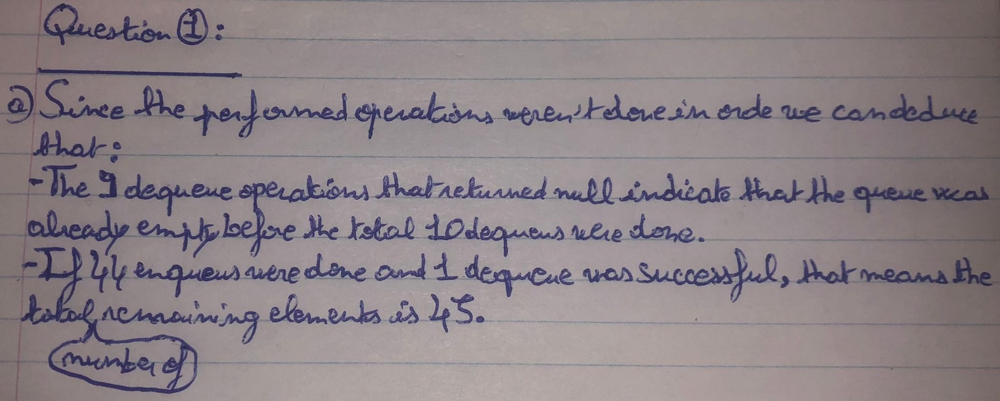 Question ①:
a) Since the performed operations weren't done in orde we can deduce
that:
- The 9 dequeue operations that returned null indicate that the queue was
already empty before the total 10 dequeus were done.
- If 44 enqueus were done and 1 dequeue was successful, that means the
total remaining elements is 45.
number of